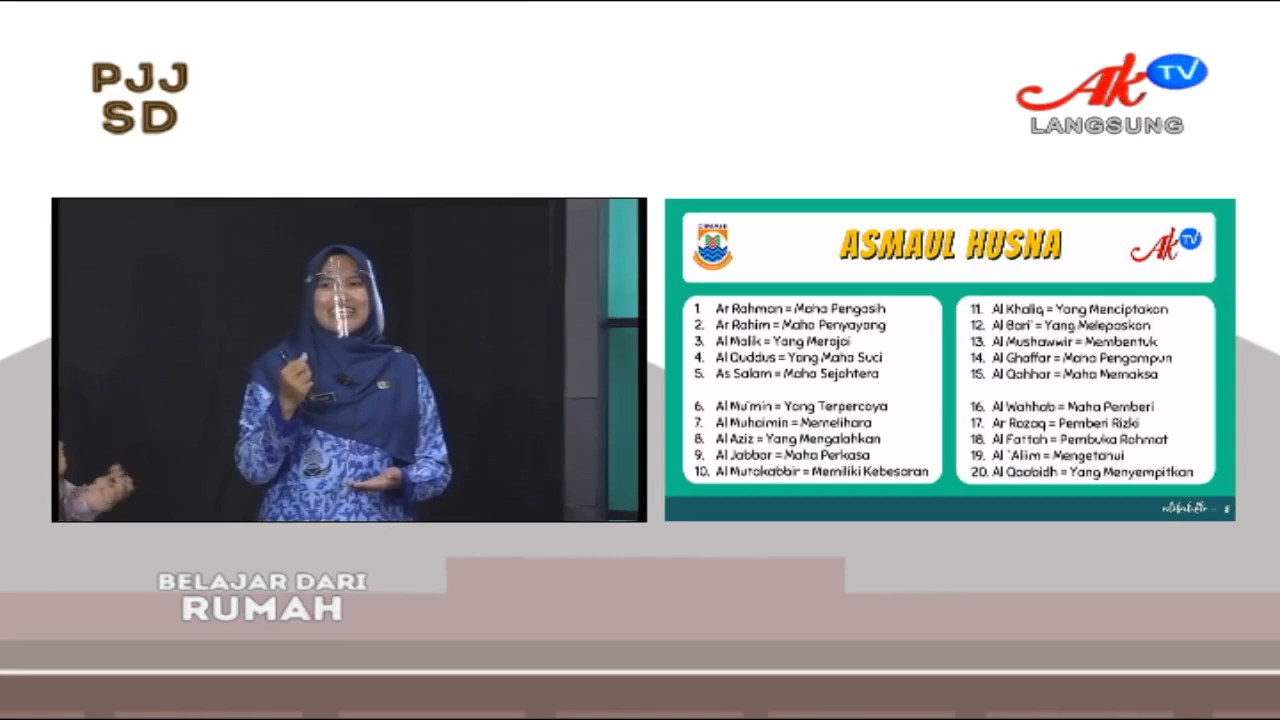 PJJ
SD
Ak TV
LANGSUNG
CIMAHI
ASMAUL HUSNA
Ak TV
1. Ar Rahman = Maha Pengasih
2. Ar Rahim = Maha Penyayang
3. Al Malik = Yang Merajai
4. Al Quddus = Yang Maha Suci
5. As Salam = Maha Sejahtera
6. Al Mu'min = Yang Terpercaya
7. Al Muhaimin = Memelihara
8. Al Aziz = Yang Mengalahkan
9. Al Jabbar = Maha Perkasa
10. Al Mutakabbir = Memiliki Kebesaran
11. Al Khaliq = Yang Menciptakan
12. Al Bari' = Yang Melepaskan
13. Al Mushawwir = Membentuk
14. Al Ghaffar = Maha Pengampun
15. Al Qahhar = Maha Memaksa
16. Al Wahhab = Maha Pemberi
17. Ar Razaq = Pemberi Rizki
18. Al Fattah = Pembuka Rahmat
19. Al `Alim = Mengetahui
20. Al Qaabidh = Yang Menyempitkan
BELAJAR DARI
RUMAH